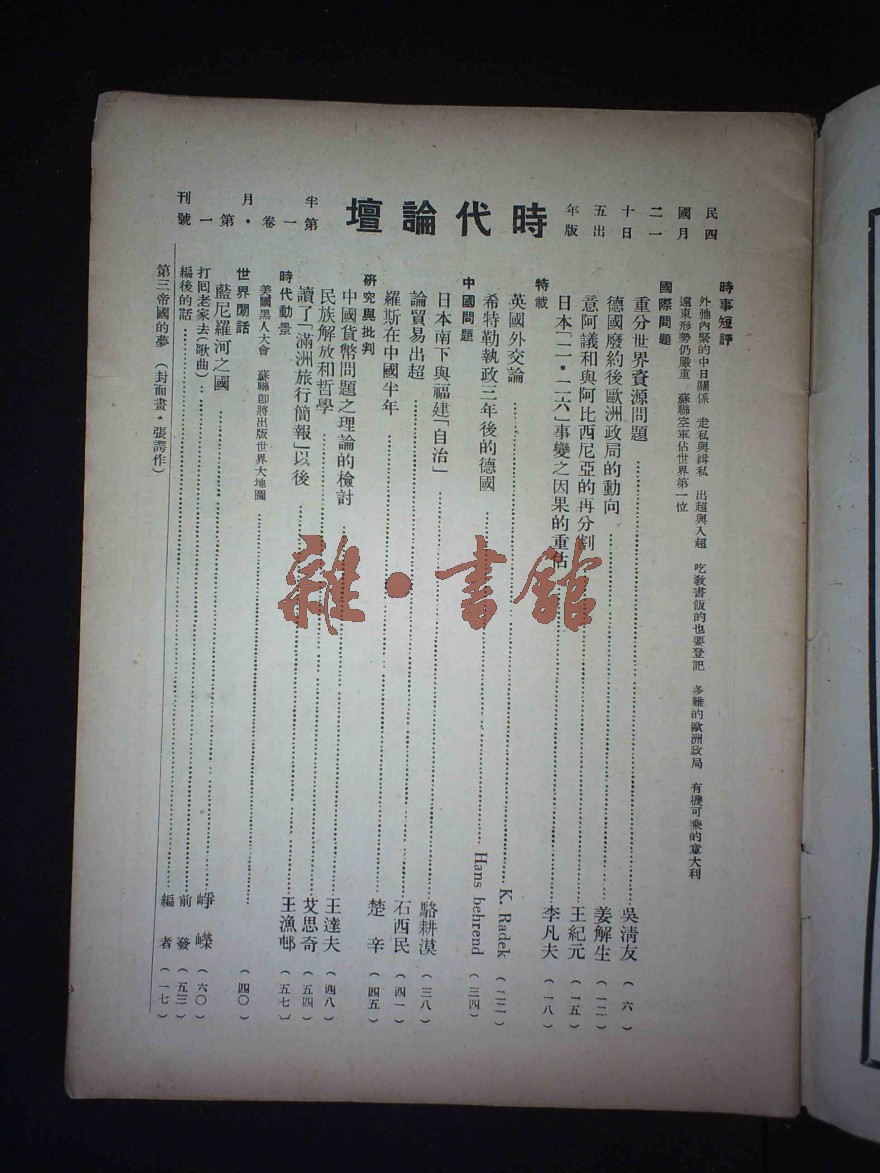 民國二十五年
四月一日出版
時代論壇
半月刊
第一卷・第一號
時事短評
外弛內緊的中日關係 走私與緝私 出超與入超 吃教書飯的也要登記 多難的歐洲政局 有機可乘的意大利
遠東形勢仍嚴重 蘇聯空軍佔世界第一位
國際問題
重分世界資源問題 吳清友 (六)
德國廢約後歐洲政局的動向 姜解生 (一二)
意阿議和與阿比西尼亞的再分割 王紀元 (一五)
日本「二・二六」事變之因果的重估 李凡夫 (一八)
特載
英國外交論 K. Radek (二二)
希特勒執政三年後的德國 Hans behrend (三四)
中國問題
日本南下與福建「自治」 駱耕漠 (三八)
論貿易出超 石西民 (四一)
羅斯在中國半年 楚辛 (四五)
研究與批判
中國貨幣問題之理論的檢討 王達夫 (四八)
民族解放和哲學 艾思奇 (五四)
讀了「滿洲旅行簡報」以後 王漁邨 (五七)
時代動景
美國黑人大會 蘇聯即將出版世界大地圖 (四〇)
世界閒話
藍尼羅河之國 崢嶸 (六〇)
打回老家去(歌曲) 前發 (五三)
編後的話 編者 (一七)
第三帝國的夢 (封面畫・張諤作)
雜・書館